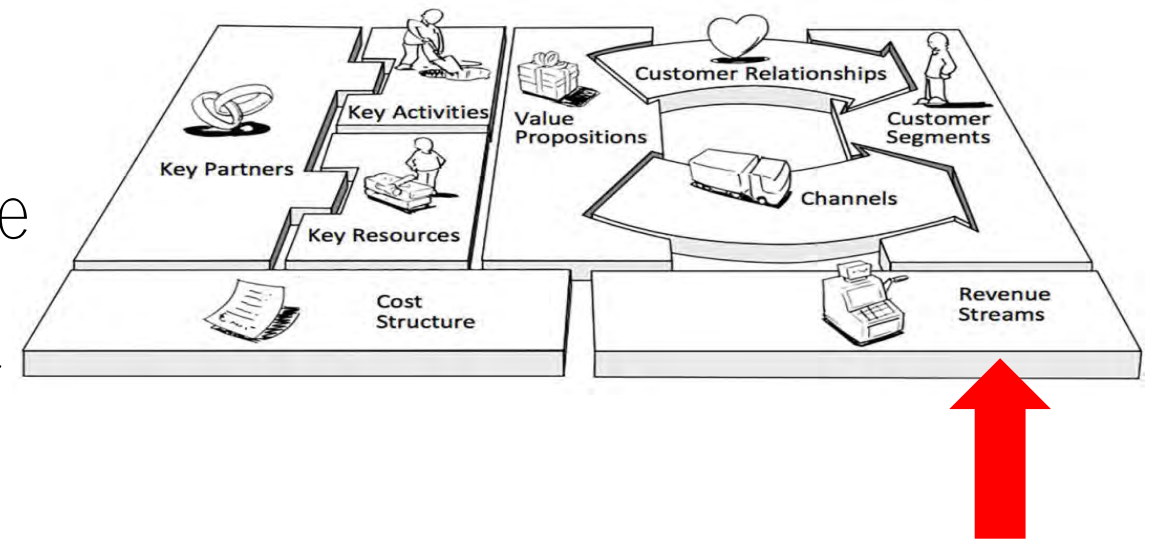 Customer Relationships
Key Activities
Value
Propositions
Customer
Segments
Key Partners
Channels
Key Resources
Cost
Structure
Revenue
Streams
e